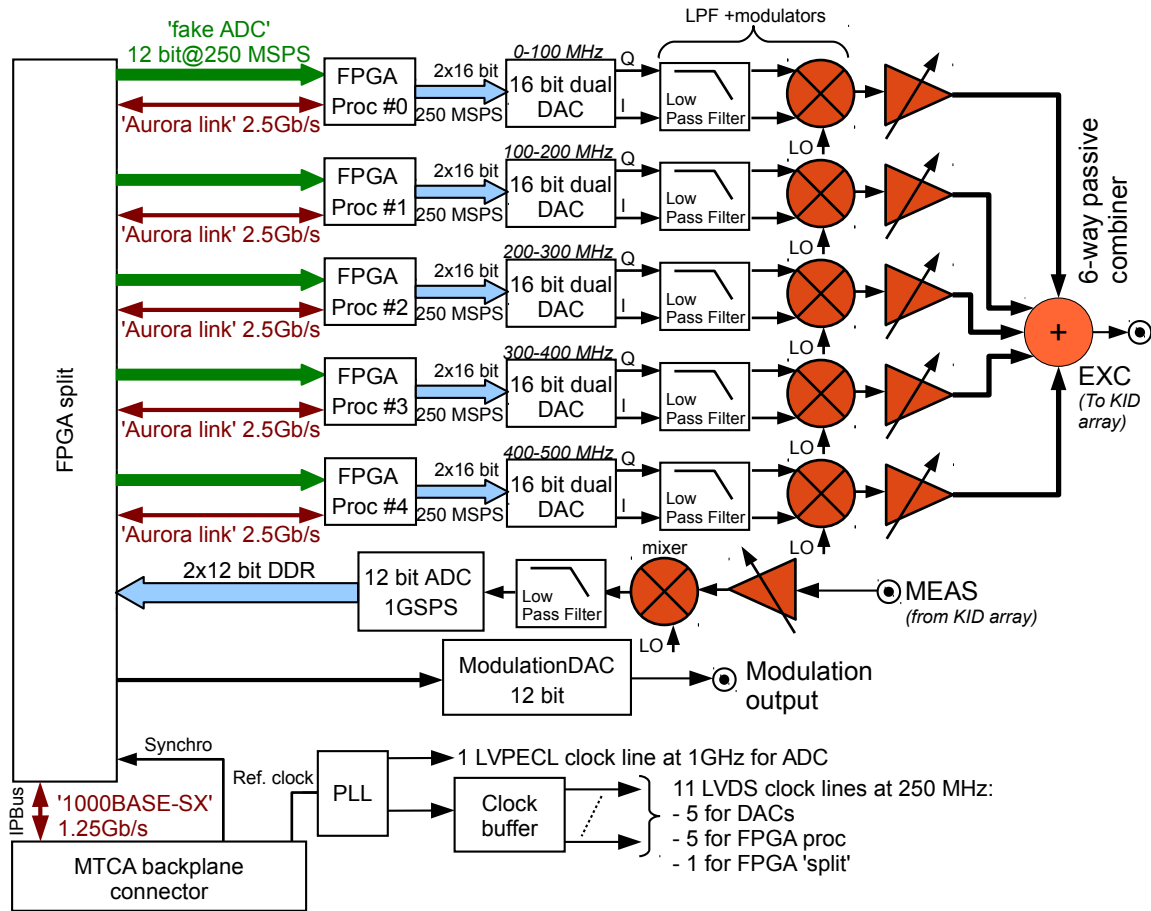 'fake ADC'
12 bit@250 MSPS
LPF +modulators
0-100 MHz
FPGA
Proc #0
2x16 bit
250 MSPS
16 bit dual
DAC
Q
I
Low
Pass Filter
LO
'Aurora link' 2.5Gb/s
100-200 MHz
FPGA
Proc #1
2x16 bit
250 MSPS
16 bit dual
DAC
Q
I
Low
Pass Filter
LO
'Aurora link' 2.5Gb/s
200-300 MHz
FPGA
Proc #2
2x16 bit
250 MSPS
16 bit dual
DAC
Q
I
Low
Pass Filter
LO
'Aurora link' 2.5Gb/s
300-400 MHz
FPGA
Proc #3
2x16 bit
250 MSPS
16 bit dual
DAC
Q
I
Low
Pass Filter
LO
'Aurora link' 2.5Gb/s
400-500 MHz
FPGA
Proc #4
2x16 bit
250 MSPS
16 bit dual
DAC
Q
I
Low
Pass Filter
LO
'Aurora link' 2.5Gb/s
6-way passive
combiner
+
EXC
(To KID
array)
FPGA split
2x12 bit DDR
12 bit ADC
1GSPS
Low
Pass Filter
mixer
LO
MEAS
(from KID array)
ModulationDAC
12 bit
Modulation
output
Synchro
Ref. clock
PLL
1 LVPECL clock line at 1GHz for ADC
Clock
buffer
11 LVDS clock lines at 250 MHz:
- 5 for DACs
- 5 for FPGA proc
- 1 for FPGA 'split'
IPBus
'1000BASE-SX'
1.25Gb/s
MTCA backplane
connector